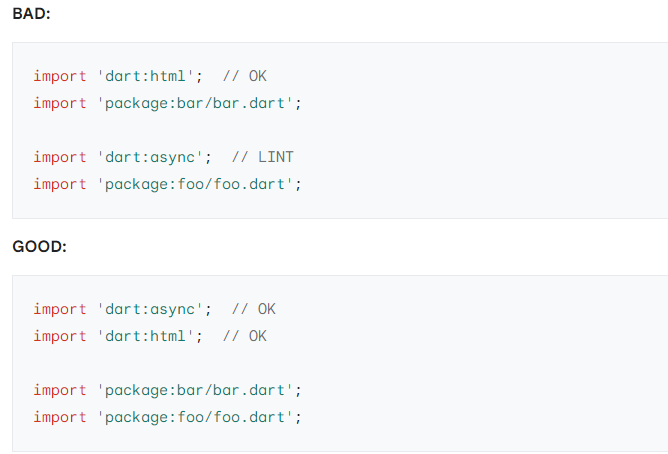 BAD:
import 'dart:html';  // OK
import 'package:bar/bar.dart';
import 'dart:async';  // LINT
import 'package:foo/foo.dart';
GOOD:
import 'dart:async';  // OK
import 'dart:html';  // OK
import 'package:bar/bar.dart';
import 'package:foo/foo.dart';